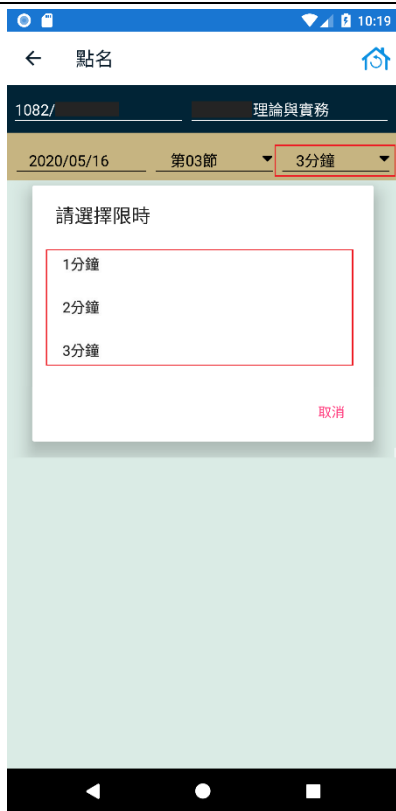 10:19
點名
1082/
理論與實務
2020/05/16 第03節 3分鐘
請選擇限時
1分鐘
2分鐘
3分鐘
取消